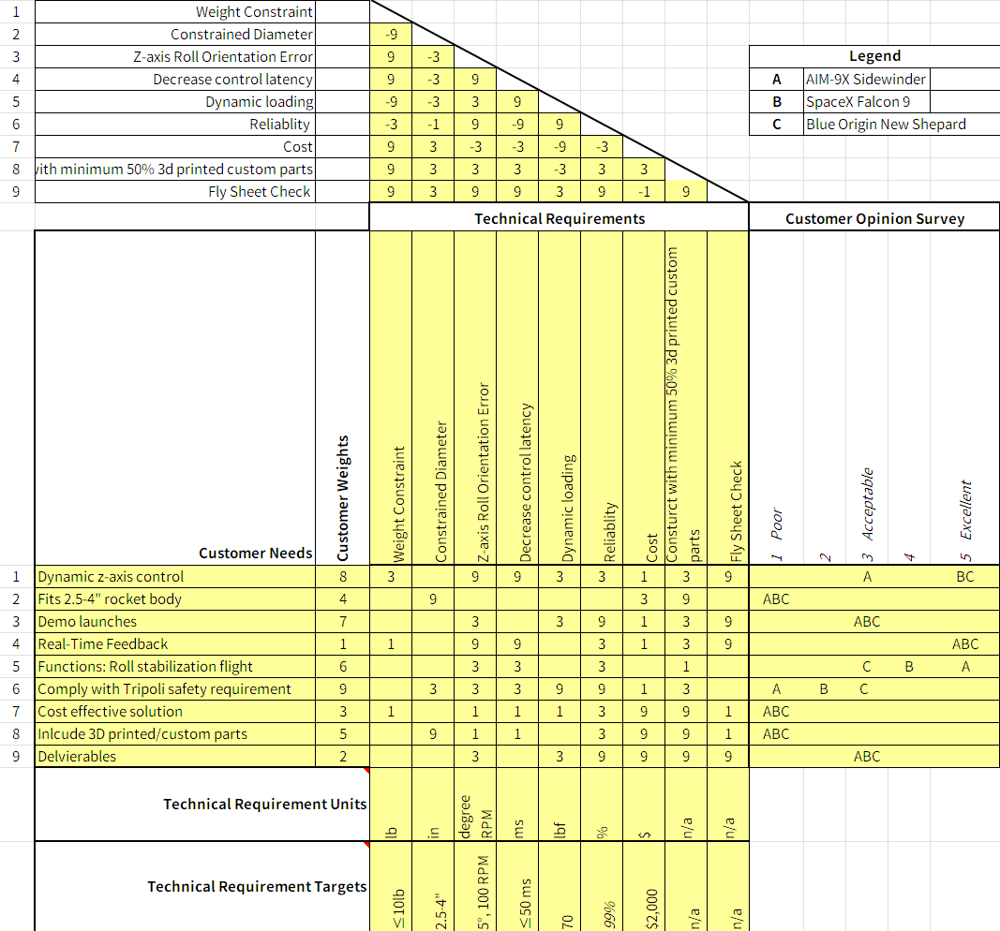 1 Weight Constraint
2 Constrained Diameter -9
3 Z-axis Roll Orientation Error 9 -3
Legend
4 Decrease control latency 9 -3 9
A AIM-9X Sidewinder
5 Dynamic loading -9 -3 3 9
B SpaceX Falcon 9
6 Reliablity -3 -1 9 -9 9
C Blue Origin New Shepard
7 Cost 9 3 -3 -3 -9 -3
8 with minimum 50% 3d printed custom parts 9 3 3 3 -3 3 3
9 Fly Sheet Check 9 3 9 9 3 9 -1 9
Technical Requirements
Customer Opinion Survey
Customer Needs
Customer Weights
Weight Constraint
Constrained Diameter
Z-axis Roll Orientation Error
Decrease control latency
Dynamic loading
Reliablity
Cost
Consturct with minimum 50% 3d printed custom
parts
Fly Sheet Check
1 Poor
2
3 Acceptable
4
5 Excellent
1 Dynamic z-axis control 8 3 9 9 3 3 1 3 9 A BC
2 Fits 2.5-4" rocket body 4 9 3 9 ABC
3 Demo launches 7 3 3 9 1 3 9 ABC
4 Real-Time Feedback 1 1 9 9 3 1 3 9 ABC
5 Functions: Roll stabilization flight 6 3 3 3 1 C B A
6 Comply with Tripoli safety requirement 9 3 3 3 9 9 1 3 A B C
7 Cost effective solution 3 1 1 1 1 3 9 9 1 ABC
8 Inlcude 3D printed/custom parts 5 9 1 1 3 9 9 1 ABC
9 Delvierables 2 3 3 9 9 9 9 ABC
Technical Requirement Units
lb
in
degree
RPM
ms
lbf
%
$
n/a
n/a
Technical Requirement Targets
≤10lb
2.5-4"
5°, 100 RPM
≤50 ms
70
99%
$2,000
n/a
n/a